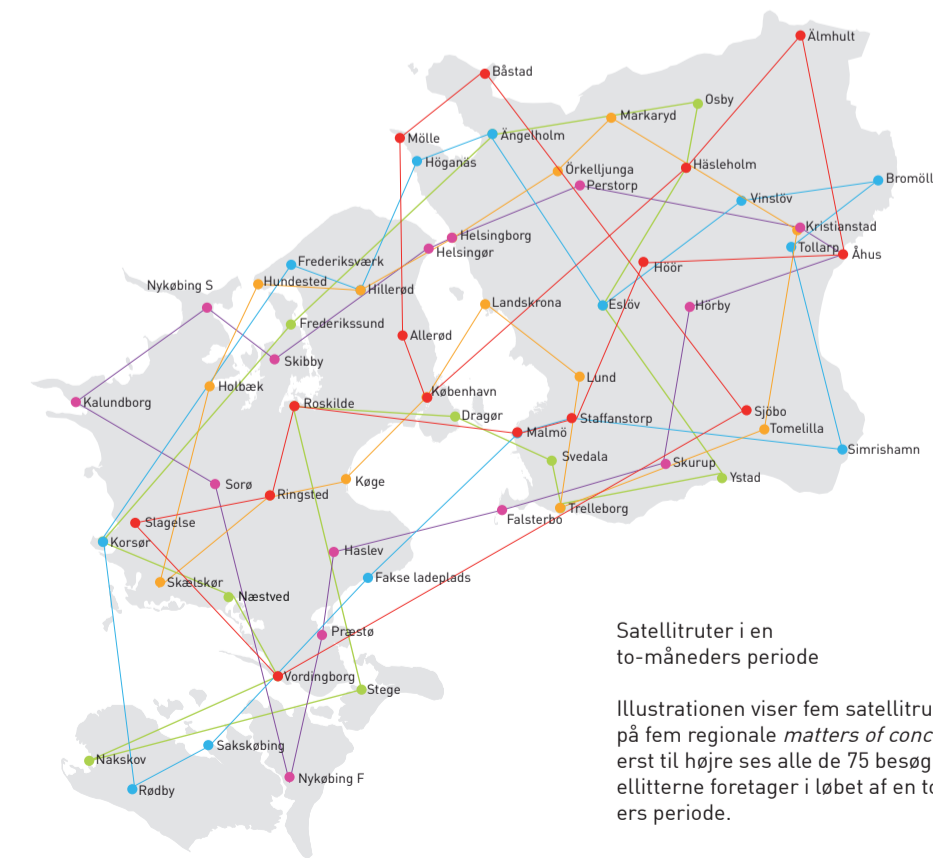 Älmhult
Båstad
Osby
Markaryd
Ängelholm
Mölle
Höganäs
Häsleholm
Örkelljunga
Perstorp
Bromöll
Vinslöv
Kristianstad
Helsingborg
Helsingør
Tollarp
Åhus
Frederiksværk
Höör
Nykøbing S
Hundested
Hillerød
Landskrona
Eslöv
Hörby
Frederikssund
Allerød
Skibby
Lund
Holbæk
København
Kalundborg
Roskilde
Dragør
Staffanstorp
Sjöbo
Malmö
Tomelilla
Simrishamn
Svedala
Skurup
Sorø
Køge
Ystad
Ringsted
Trelleborg
Falsterbo
Slagelse
Korsør
Haslev
Skælskør
Fakse ladeplads
Næstved
Præstø
Vordingborg
Stege
Sakskøbing
Nakskov
Nykøbing F
Rødby
Satellitruter i en
to-måneders periode
Illustrationen viser fem satellitru
på fem regionale matters of conc
erst til højre ses alle de 75 besøg
ellitterne foretager i løbet af en to
ers periode.